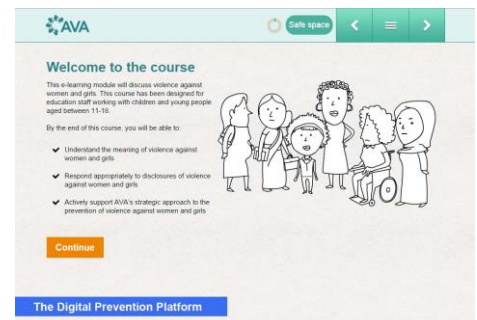 AVA
Safe space
Welcome to the course
This e-learning module will discuss violence against
women and girls. This course has been designed for
education staff working with children and young people
aged between 11-18.
By the end of this course, you will be able to:
Understand the meaning of violence against
women and girls
Respond appropriately to disclosures of violence
against women and girls
Actively support AVA's strategic approach to the
prevention of violence against women and girls
Continue
The Digital Prevention Platform